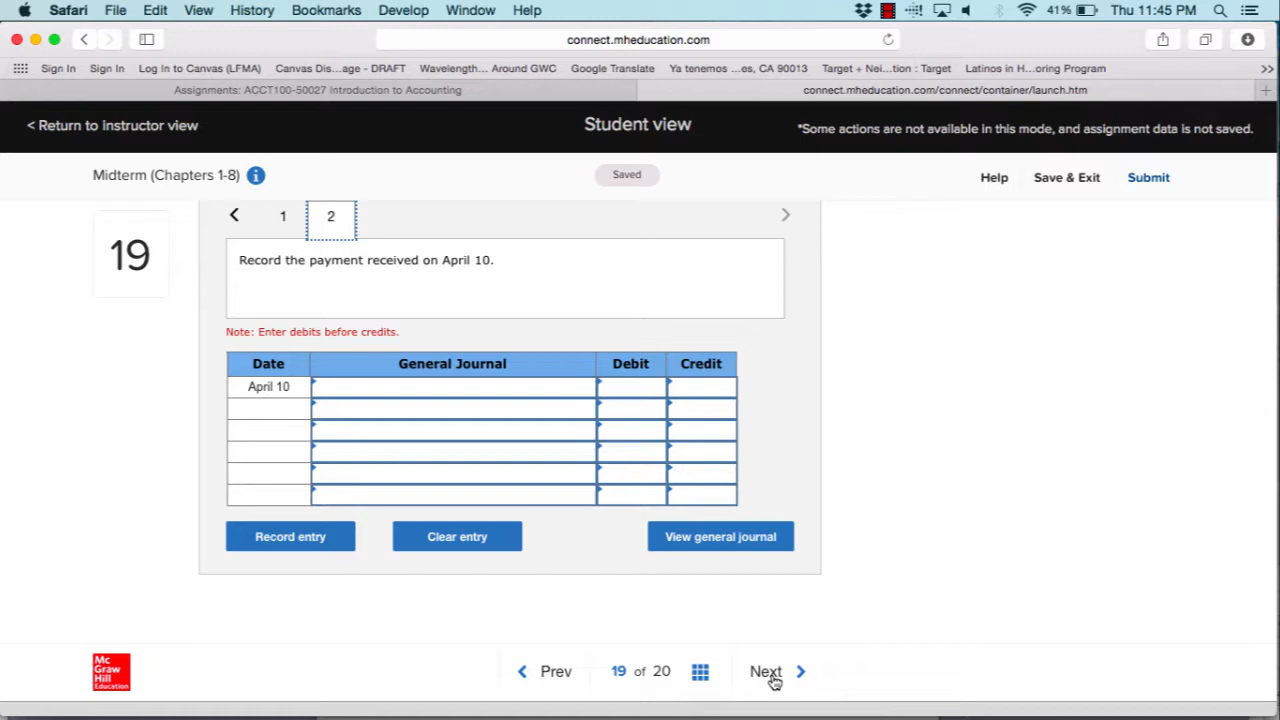 Safari File Edit View History Bookmarks Develop Window Help 41% Thu 11:45 PM
connect.mheducation.com
Sign In Sign In Log In to Canvas (LFMA) Canvas Dis...age - DRAFT Wavelength... Around GWC Google Translate Ya tenemos ...es, CA 90013 Target + Nei...tion : Target Latinos in H...oring Program >>
Assignments: ACCT100-50027 Introduction to Accounting connect.mheducation.com/connect/container/launch.htm +
< Return to instructor view Student view *Some actions are not available in this mode, and assignment data is not saved.
Midterm (Chapters 1-8) i Saved Help Save & Exit Submit
< 1 2 >
19
Record the payment received on April 10.
Note: Enter debits before credits.
Date General Journal Debit Credit
April 10
Record entry Clear entry View general journal
Mc
Graw
Hill
Education
< Prev 19 of 20 Next >